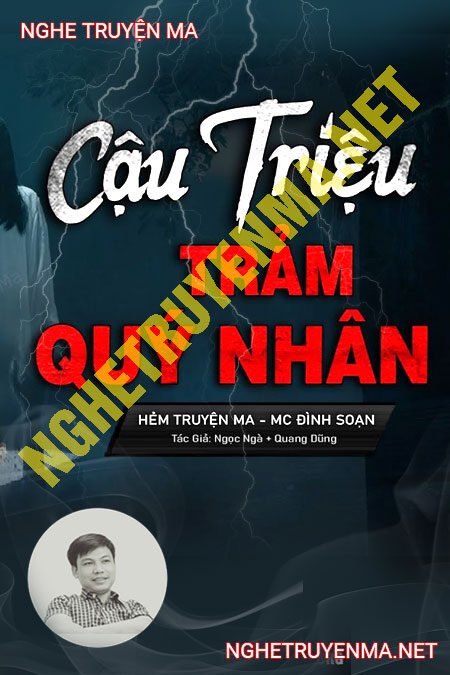 NGHE TRUYỆN MA
Cậu Triệu
TRẢM
QUỶ NHÂN
HẺM TRUYỆN MA - MC ĐÌNH SOẠN
Tác Giả: Ngọc Ngà + Quang Dũng
NGHETRUYENMA.NET
NGHETRUYENMA.NET